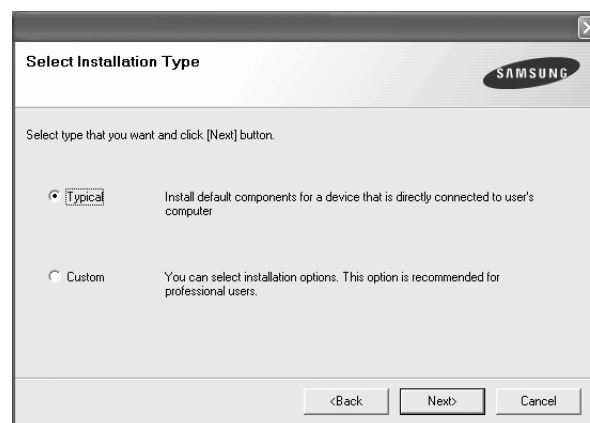 Select Installation Type
SAMSUNG
Select type that you want and click [Next] button.
Typical
Install default components for a device that is directly connected to user's
computer
Custom
You can select installation options. This option is recommended for
professional users.
<Back
Next>
Cancel